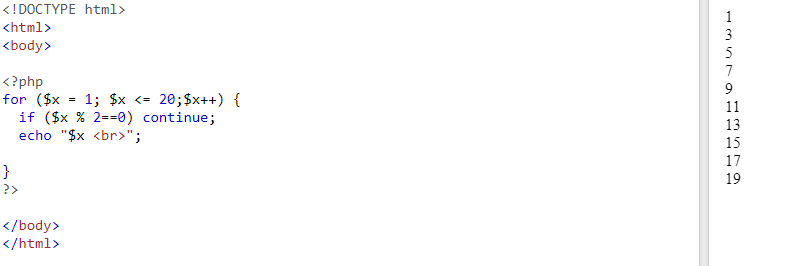 <!DOCTYPE html>
<html>
<body>
<?php
for ($x = 1; $x <= 20;$x++) {
  if ($x % 2==0) continue;
  echo "$x <br>";
}
?>
</body>
</html>
1
3
5
7
9
11
13
15
17
19